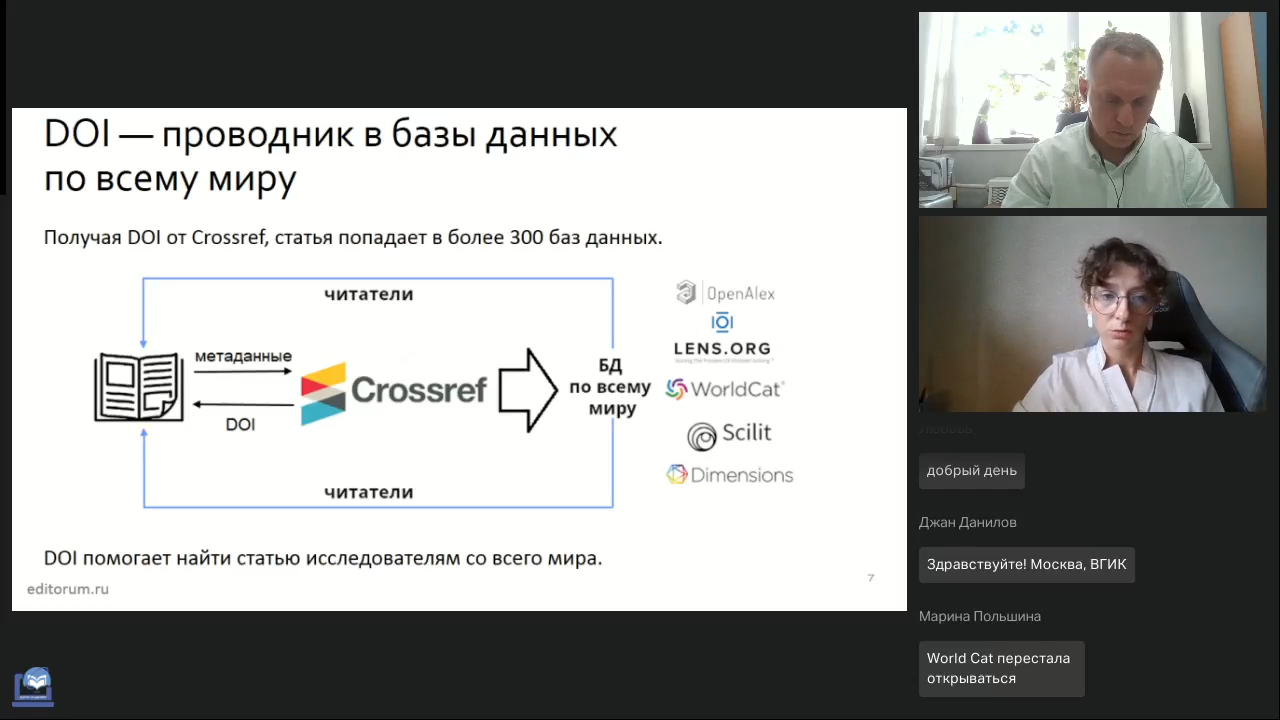 DOI — проводник в базы данных
по всему миру
Получая DOI от Crossref, статья попадает в более 300 баз данных.
читатели
метаданные
Crossref
DOI
БД
по всему
миру
OpenAlex
LENS.ORG
WorldCat
Scilit
Dimensions
читатели
DOI помогает найти статью исследователям со всего мира.
editorum.ru
7
Любовь
добрый день
Джан Данилов
Здравствуйте! Москва, ВГИК
Марина Польшина
World Cat перестала
открываться